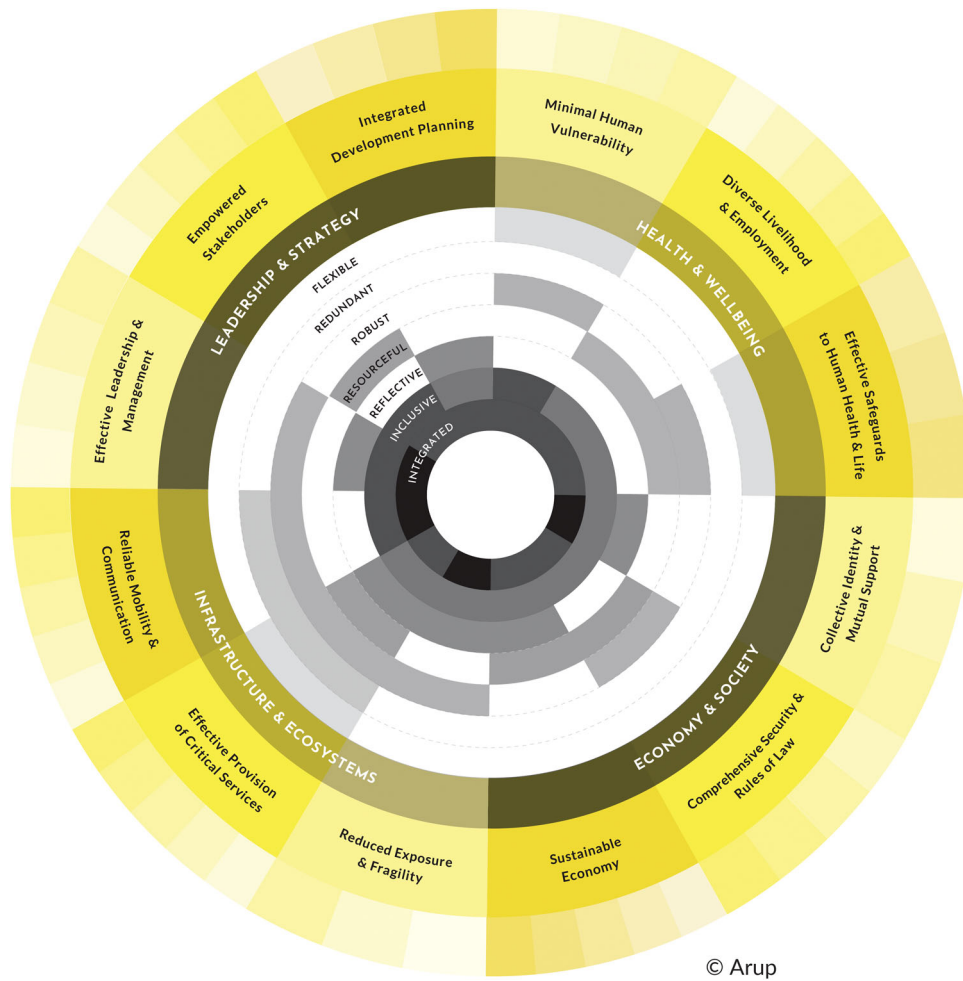 Integrated
Development Planning
Minimal Human
Vulnerability
Diverse Livelihood
& Employment
Effective Safeguards
to Human Health & Life
Collective Identity &
Mutual Support
Comprehensive Security &
Rules of Law
Sustainable
Economy
Reduced Exposure
& Fragility
Effective Provision
of Critical Services
Reliable Mobility &
Communication
Effective Leadership &
Management
Empowered
Stakeholders
LEADERSHIP & STRATEGY
HEALTH & WELLBEING
ECONOMY & SOCIETY
INFRASTRUCTURE & ECOSYSTEMS
FLEXIBLE
REDUNDANT
ROBUST
RESOURCEFUL
REFLECTIVE
INCLUSIVE
INTEGRATED
© Arup